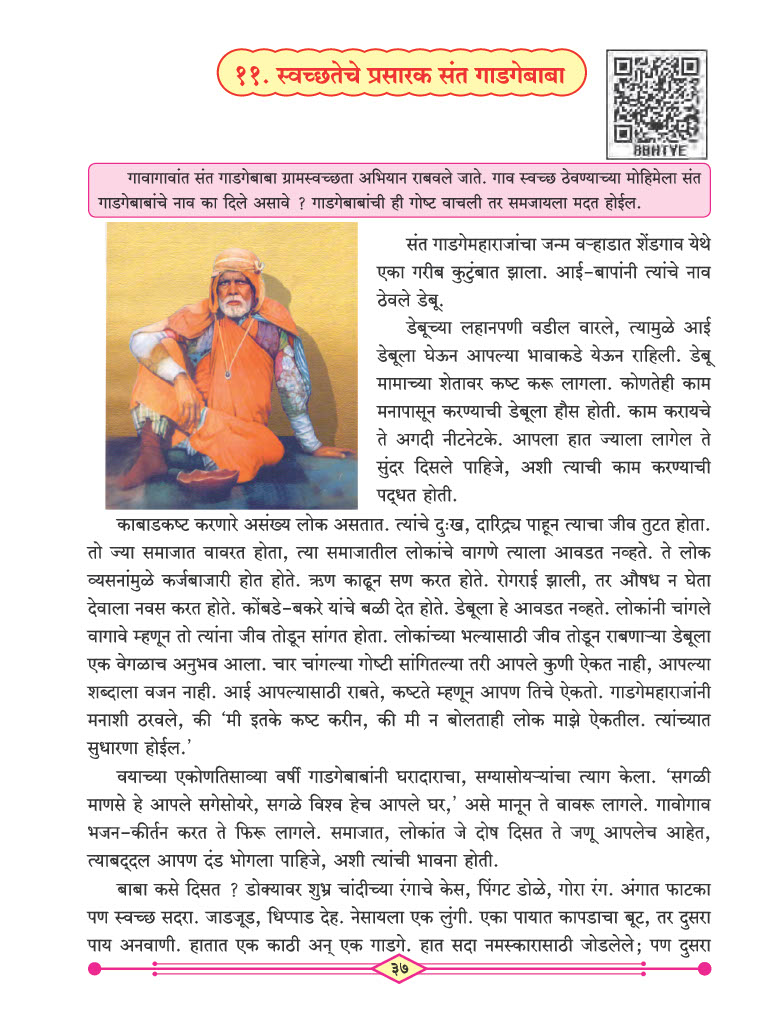 ११. स्वच्छतेचे प्रसारक संत गाडगेबाबा
BBHTYE
गावागावांत संत गाडगेबाबा ग्रामस्वच्छता अभियान राबवले जाते. गाव स्वच्छ ठेवण्याच्या मोहिमेला संत
गाडगेबाबांचे नाव का दिले असावे ? गाडगेबाबांची ही गोष्ट वाचली तर समजायला मदत होईल.
संत गाडगेमहाराजांचा जन्म वऱ्हाडात शेंडगाव येथे
एका गरीब कुटुंबात झाला. आई-बापांनी त्यांचे नाव
ठेवले डेबू.
डेबूच्या लहानपणी वडील वारले, त्यामुळे आई
डेबूला घेऊन आपल्या भावाकडे येऊन राहिली. डेबू
मामाच्या शेतावर कष्ट करू लागला. कोणतेही काम
मनापासून करण्याची डेबूला हौस होती. काम करायचे
ते अगदी नीटनेटके. आपला हात ज्याला लागेल ते
सुंदर दिसले पाहिजे, अशी त्याची काम करण्याची
पद्धत होती.
काबाडकष्ट करणारे असंख्य लोक असतात. त्यांचे दुःख, दारिद्र्य पाहून त्याचा जीव तुटत होता.
तो ज्या समाजात वावरत होता, त्या समाजातील लोकांचे वागणे त्याला आवडत नव्हते. ते लोक
व्यसनांमुळे कर्जबाजारी होत होते. ऋण काढून सण करत होते. रोगराई झाली, तर औषध न घेता
देवाला नवस करत होते. कोंबडे-बकरे यांचे बळी देत होते. डेबूला हे आवडत नव्हते. लोकांनी चांगले
वागावे म्हणून तो त्यांना जीव तोडून सांगत होता. लोकांच्या भल्यासाठी जीव तोडून राबणाऱ्या डेबूला
एक वेगळाच अनुभव आला. चार चांगल्या गोष्टी सांगितल्या तरी आपले कुणी ऐकत नाही, आपल्या
शब्दाला वजन नाही. आई आपल्यासाठी राबते, कष्टते म्हणून आपण तिचे ऐकतो. गाडगेमहाराजांनी
मनाशी ठरवले, की ‘मी इतके कष्ट करीन, की मी न बोलताही लोक माझे ऐकतील. त्यांच्यात
सुधारणा होईल.’
वयाच्या एकोणतिसाव्या वर्षी गाडगेबाबांनी घरादाराचा, सग्यासोयऱ्यांचा त्याग केला. ‘सगळी
माणसे हे आपले सगेसोयरे, सगळे विश्व हेच आपले घर,’ असे मानून ते वावरू लागले. गावोगाव
भजन-कीर्तन करत ते फिरू लागले. समाजात, लोकांत जे दोष दिसत ते जणू आपलेच आहेत,
त्याबद्दल आपण दंड भोगला पाहिजे, अशी त्यांची भावना होती.
बाबा कसे दिसत ? डोक्यावर शुभ्र चांदीच्या रंगाचे केस, पिंगट डोळे, गोरा रंग. अंगात फाटका
पण स्वच्छ सदरा. जाडजूड, धिप्पाड देह. नेसायला एक लुंगी. एका पायात कापडाचा बूट, तर दुसरा
पाय अनवाणी. हातात एक काठी अन् एक गाडगे. हात सदा नमस्कारासाठी जोडलेले; पण दुसरा
३७